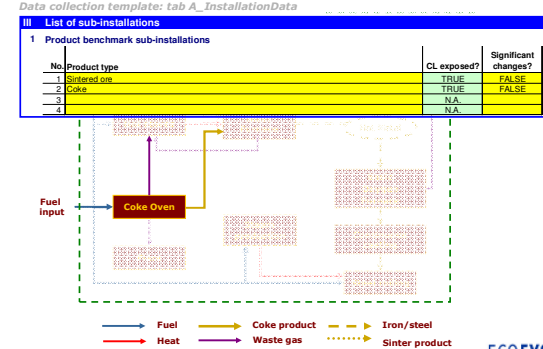 Data collection template: tab A_InstallationData
III List of sub-installations
1 Product benchmark sub-installations
No. Product type CL exposed? Significant changes?
1 Sintered ore TRUE FALSE
2 Coke TRUE FALSE
3 N.A.
4 N.A.
Fuel input
Coke Oven
Fuel Coke product Iron/steel
Heat Waste gas Sinter product